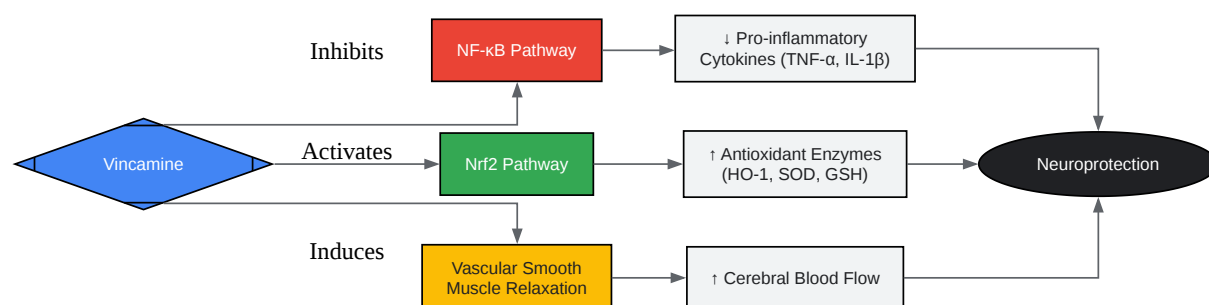 Inhibits
NF-κB Pathway
↓ Pro-inflammatory
Cytokines (TNF-α, IL-1β)
Vincamine
Activates
Nrf2 Pathway
↑ Antioxidant Enzymes
(HO-1, SOD, GSH)
Neuroprotection
Induces
Vascular Smooth
Muscle Relaxation
↑ Cerebral Blood Flow